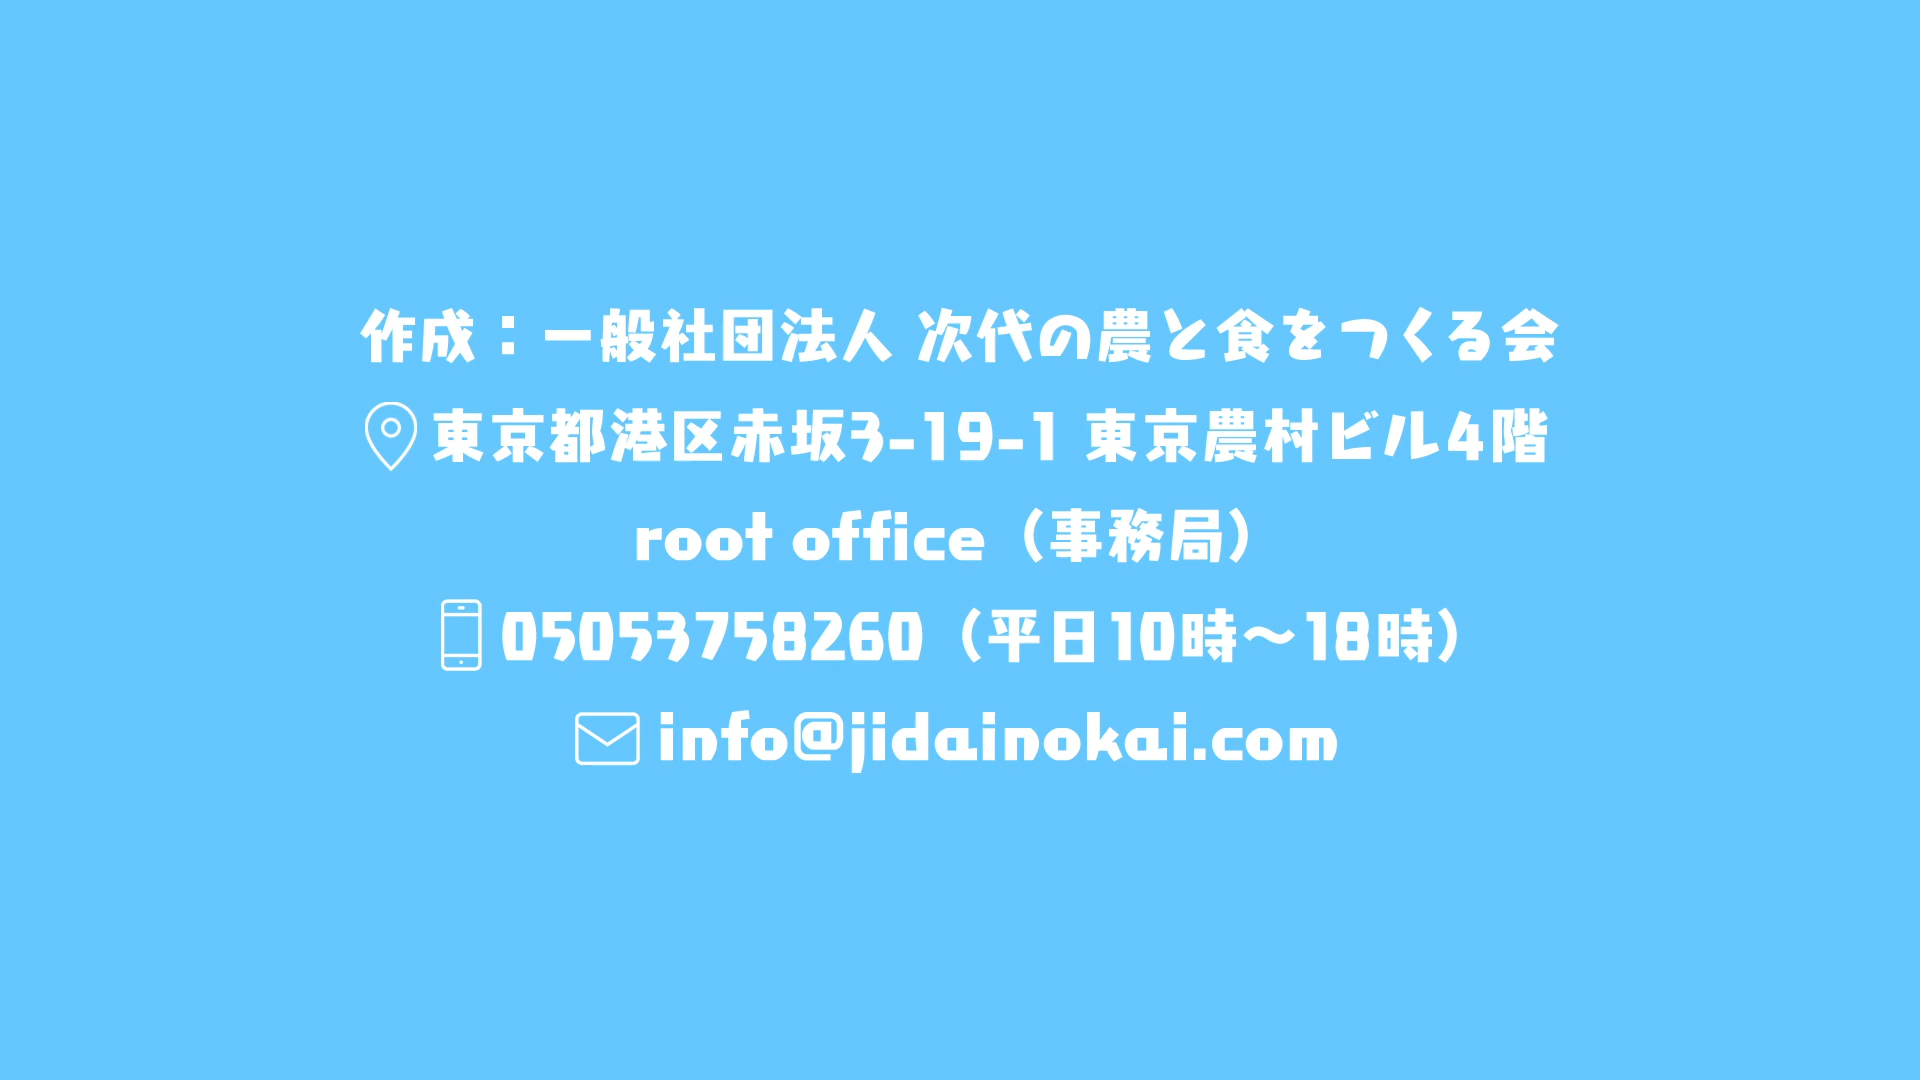 作成：一般社団法人 次代の農と食をつくる会
東京都港区赤坂3-19-1 東京農村ビル4階
root office（事務局）
05053758260（平日10時〜18時）
info@jidainokai.com